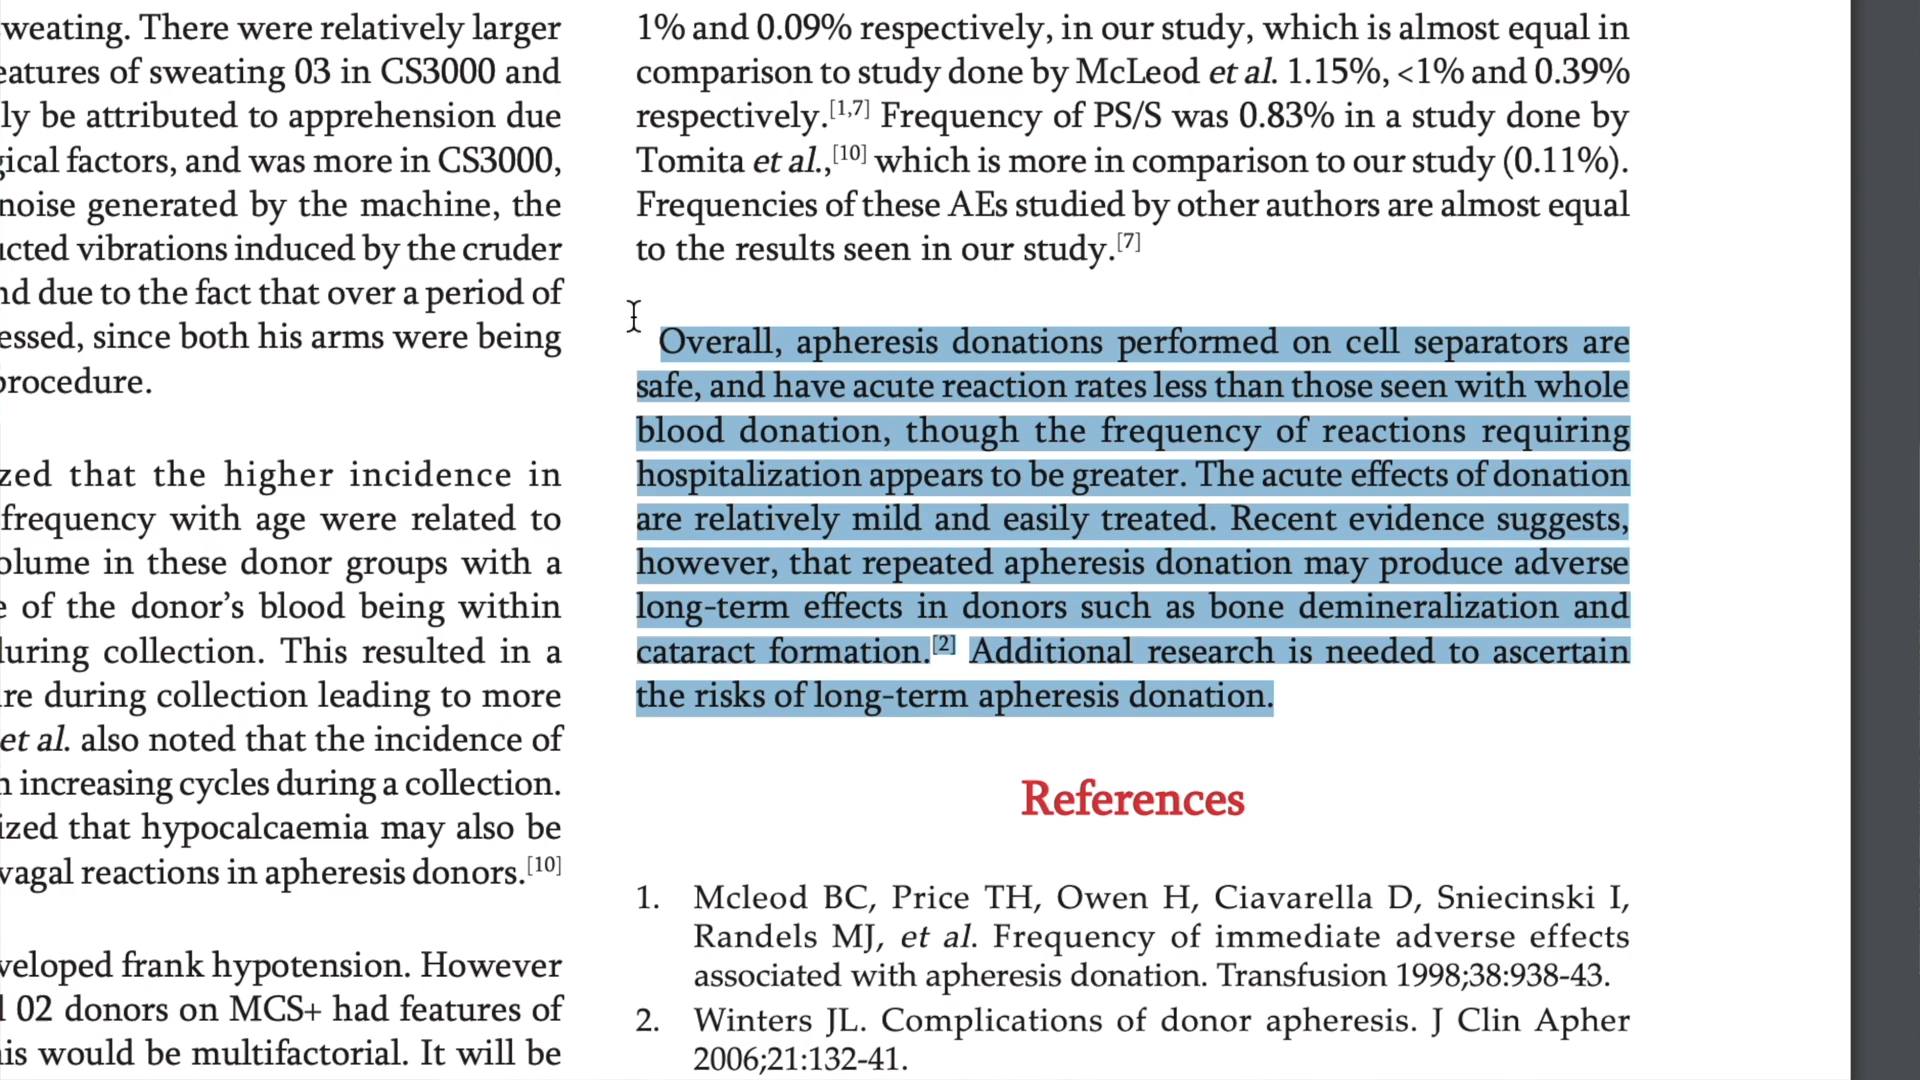 sweating. There were relatively larger
eatures of sweating 03 in CS3000 and
ly be attributed to apprehension due
gical factors, and was more in CS3000,
noise generated by the machine, the
ucted vibrations induced by the cruder
nd due to the fact that over a period of
essed, since both his arms were being
procedure.
zed that the higher incidence in
frequency with age were related to
olume in these donor groups with a
e of the donor's blood being within
during collection. This resulted in a
re during collection leading to more
et al. also noted that the incidence of
n increasing cycles during a collection.
ized that hypocalcaemia may also be
vagal reactions in apheresis donors.[10]
veloped frank hypotension. However
02 donors on MCS+ had features of
is would be multifactorial. It will be
1% and 0.09% respectively, in our study, which is almost equal in
comparison to study done by McLeod et al. 1.15%, <1% and 0.39%
respectively.[1,7] Frequency of PS/S was 0.83% in a study done by
Tomita et al.,[10] which is more in comparison to our study (0.11%).
Frequencies of these AEs studied by other authors are almost equal
to the results seen in our study.[7]
Overall, apheresis donations performed on cell separators are
safe, and have acute reaction rates less than those seen with whole
blood donation, though the frequency of reactions requiring
hospitalization appears to be greater. The acute effects of donation
are relatively mild and easily treated. Recent evidence suggests,
however, that repeated apheresis donation may produce adverse
long-term effects in donors such as bone demineralization and
cataract formation.[2] Additional research is needed to ascertain
the risks of long-term apheresis donation.
References
1. Mcleod BC, Price TH, Owen H, Ciavarella D, Sniecinski I,
Randels MJ, et al. Frequency of immediate adverse effects
associated with apheresis donation. Transfusion 1998;38:938-43.
2. Winters JL. Complications of donor apheresis. J Clin Apher
2006;21:132-41.